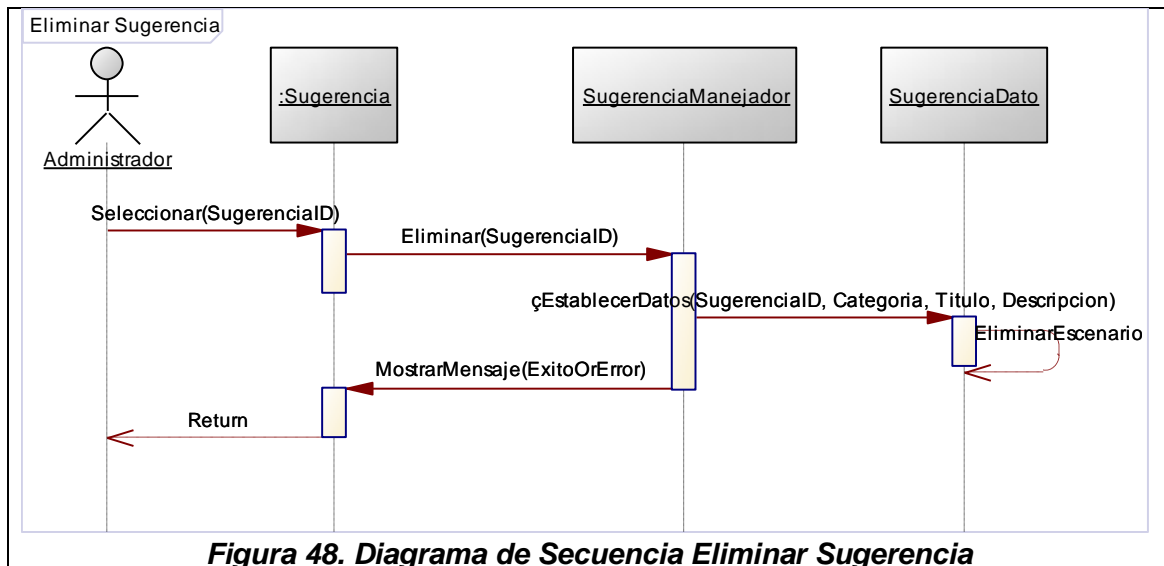 Eliminar Sugerencia
:Sugerencia
SugerenciaManejador
SugerenciaDato
Administrador
Seleccionar(SugerenciaID)
Eliminar(SugerenciaID)
çEstablecerDatos(SugerenciaID, Categoria, Titulo, Descripcion)
EliminarEscenario
MostrarMensaje(ExitoOrError)
Return
Figura 48. Diagrama de Secuencia Eliminar Sugerencia